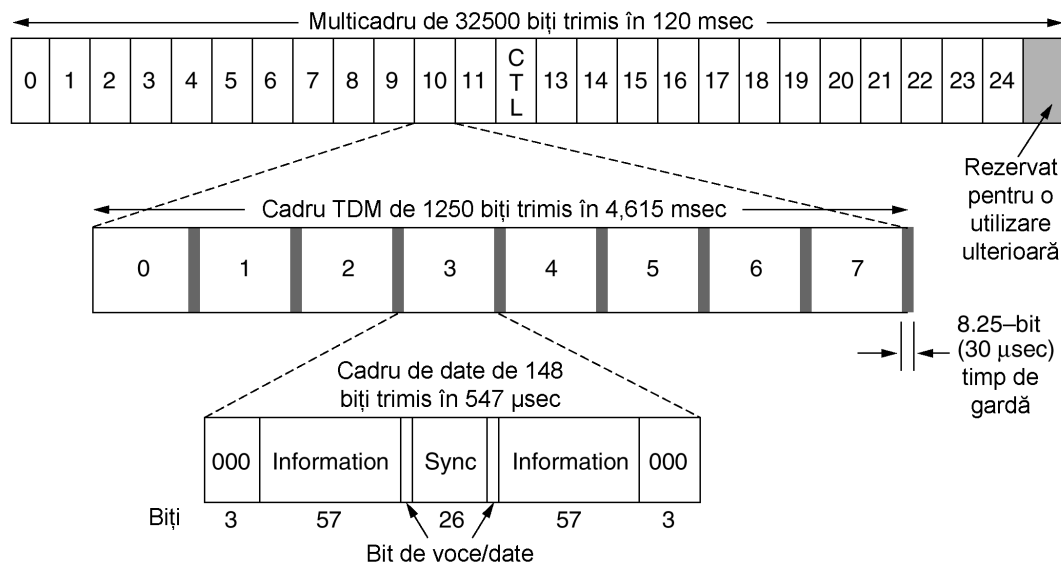 Multicadru de 32500 biți trimis în 120 msec
0 1 2 3 4 5 6 7 8 9 10 11 CTL 13 14 15 16 17 18 19 20 21 22 23 24
Rezervat
pentru o
utilizare
ulterioară
Cadru TDM de 1250 biți trimis în 4,615 msec
0 1 2 3 4 5 6 7
8.25–bit
(30 µsec)
timp de
gardă
Cadru de date de 148
biți trimis în 547 µsec
000 Information Sync Information 000
Biți 3 57 26 57 3
Bit de voce/date